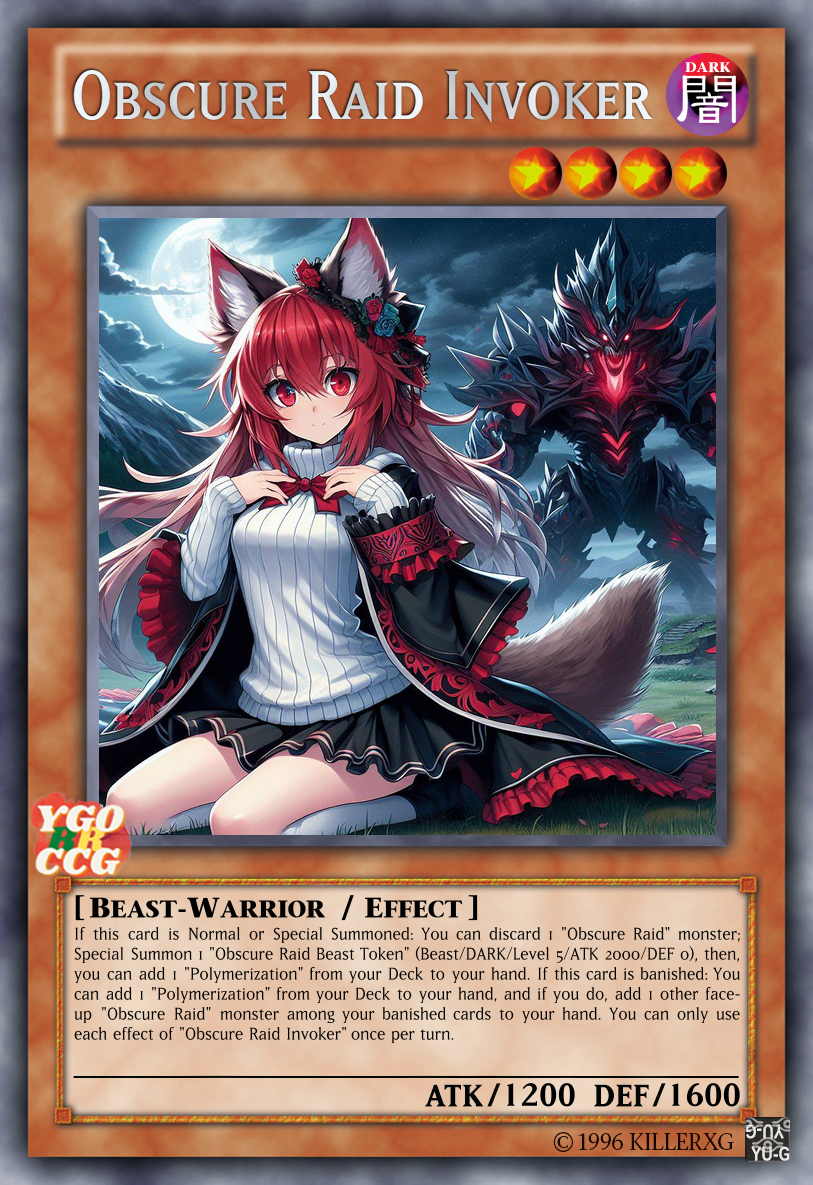 OBSCURE RAID INVOKER
DARK
闇
YGO
BR
CCG
[ BEAST-WARRIOR / EFFECT ]
If this card is Normal or Special Summoned: You can discard 1 "Obscure Raid" monster;
Special Summon 1 "Obscure Raid Beast Token" (Beast/DARK/Level 5/ATK 2000/DEF 0), then,
you can add 1 "Polymerization" from your Deck to your hand. If this card is banished: You
can add 1 "Polymerization" from your Deck to your hand, and if you do, add 1 other face-
up "Obscure Raid" monster among your banished cards to your hand. You can only use
each effect of "Obscure Raid Invoker" once per turn.
ATK/1200 DEF/1600
© 1996 KILLERXG
YU-G
YU-G